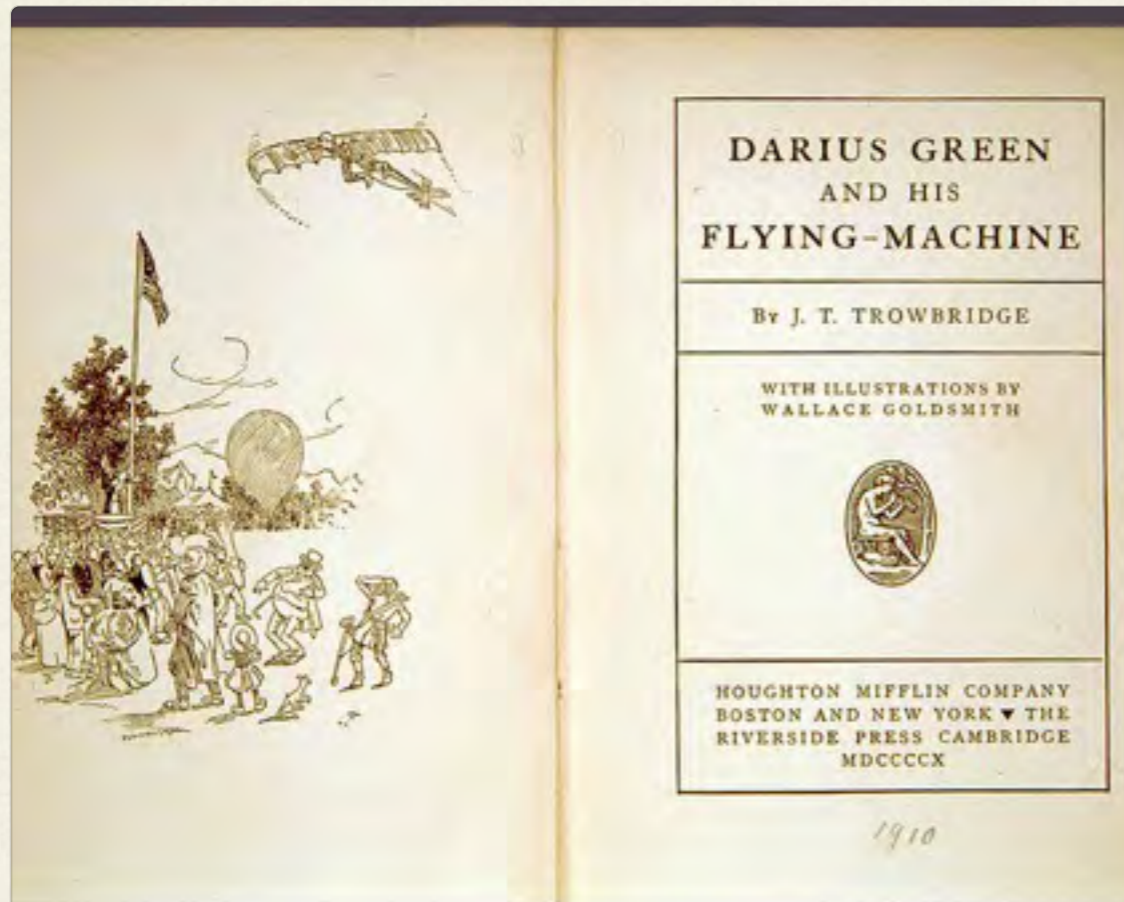 DARIUS GREEN
AND HIS
FLYING-MACHINE
By J. T. TROWBRIDGE
WITH ILLUSTRATIONS BY
WALLACE GOLDSMITH
HOUGHTON MIFFLIN COMPANY
BOSTON AND NEW YORK ▼ THE
RIVERSIDE PRESS CAMBRIDGE
MDCCCCX
1910